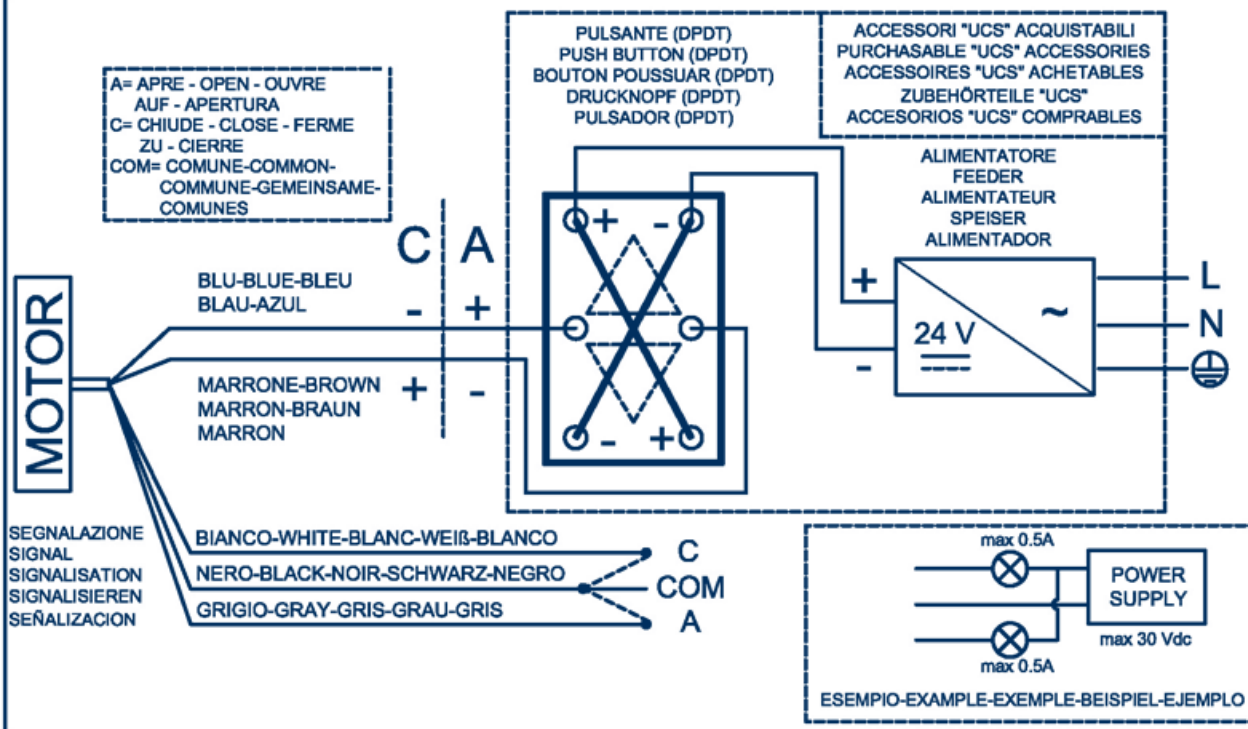 PULSANTE (DPDT)
PUSH BUTTON (DPDT)
BOUTON POUSSUAR (DPDT)
DRUCKNOPF (DPDT)
PULSADOR (DPDT)
ACCESSORI "UCS" ACQUISTABILI
PURCHASABLE "UCS" ACCESSORIES
ACCESSOIRES "UCS" ACHETABLES
ZUBEHÖRTEILE "UCS"
ACCESORIOS "UCS" COMPRABLES
A= APRE - OPEN - OUVRE
AUF - APERTURA
C= CHIUDE - CLOSE - FERME
ZU - CIERRE
COM= COMUNE-COMMON-
COMMUNE-GEMEINSAME-
COMUNES
ALIMENTATORE
FEEDER
ALIMENTATEUR
SPEISER
ALIMENTADOR
C A
- +
+ -
BLU-BLUE-BLEU
BLAU-AZUL
MARRONE-BROWN
MARRON-BRAUN
MARRON
MOTOR
+ -
- +
+
-
24 V
~
L
N
SEGNALAZIONE
SIGNAL
SIGNALISATION
SIGNALISIEREN
SEÑALIZACION
BIANCO-WHITE-BLANC-WEIß-BLANCO
NERO-BLACK-NOIR-SCHWARZ-NEGRO
GRIGIO-GRAY-GRIS-GRAU-GRIS
C
COM
A
max 0.5A
POWER
SUPPLY
max 30 Vdc
max 0.5A
ESEMPIO-EXAMPLE-EXEMPLE-BEISPIEL-EJEMPLO